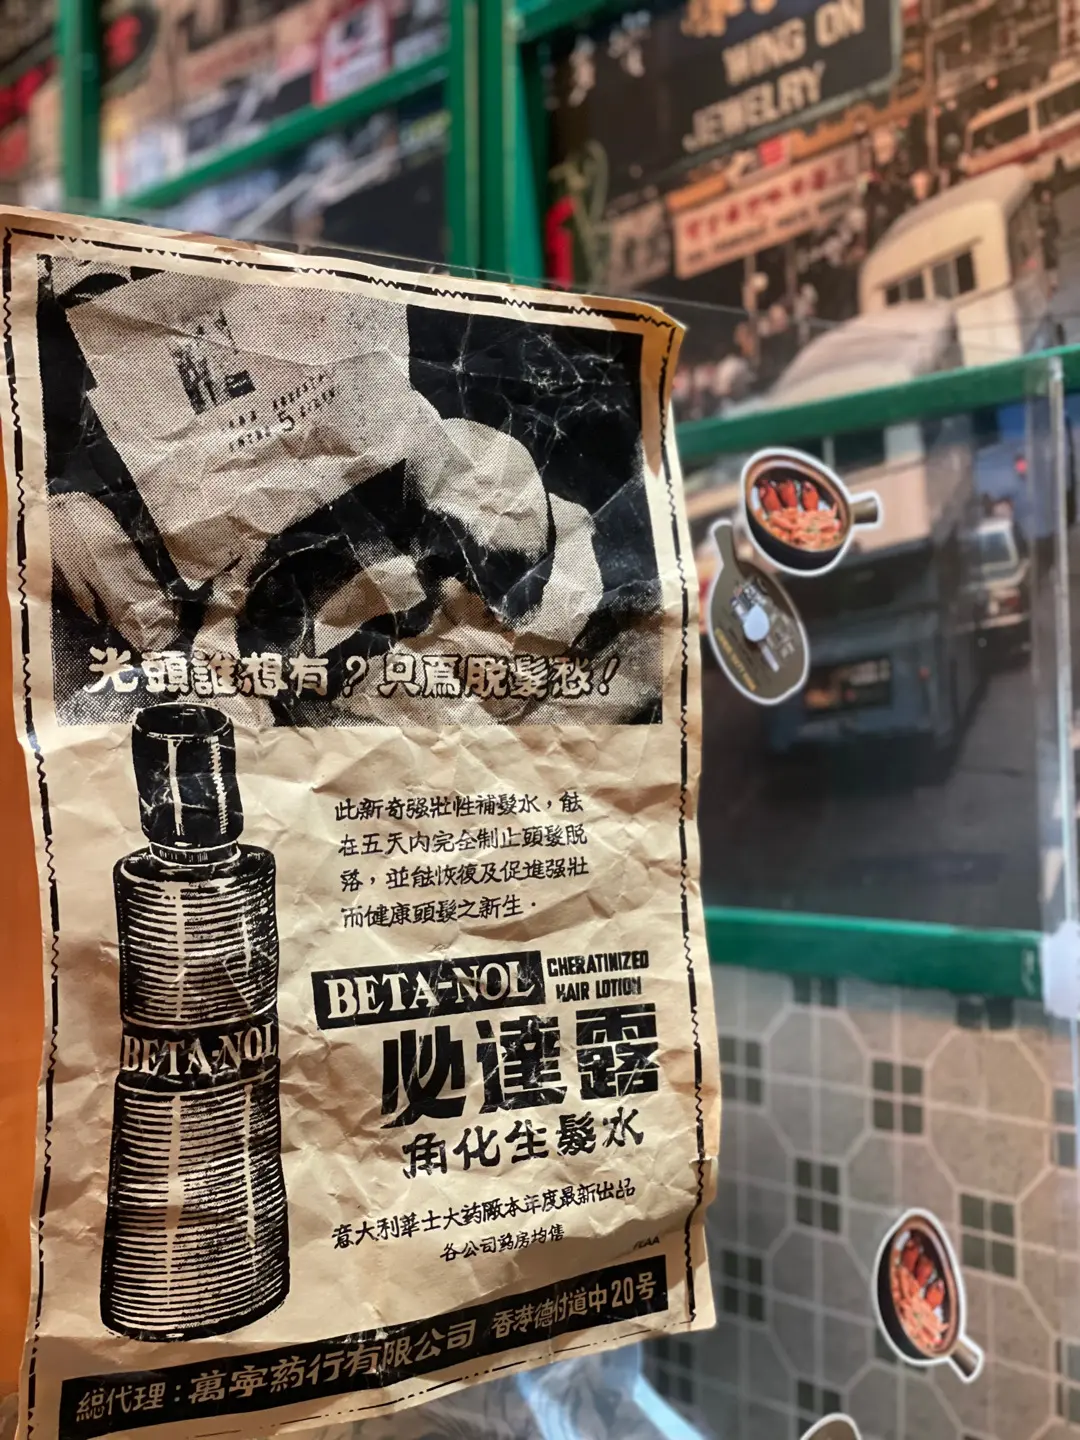 WING ON
JEWELRY
光頭誰想有？只爲脱髮愁！
此新奇強壯性補髮水，能
在五天内完全制止頭髮脱
落，並能恢復及促進強壯
而健康頭髮之新生．
BETA-NOL
CHERATINIZED
HAIR LOTION
必達露
角化生髮水
BETA-NOL
意大利華士大葯厰本年度最新出品
各公司葯房均售
總代理：萬寧葯行有限公司 香港德付道中20号